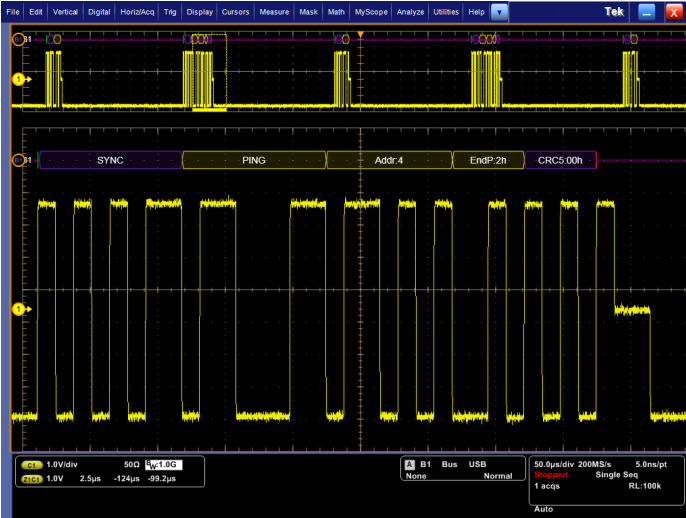 File Edit Vertical Digital Horiz/Acq Trig Display Cursors Measure Mask Math MyScope Analyze Utilities Help Tek
B1 B1
1
B1 B1 SYNC PING Addr:4 EndP:2h CRC5:00h
1
C1 1.0V/div 50Ω BW:1.0G
Z1C1 1.0V 2.5µs -124µs -99.2µs
A B1 Bus USB
None Normal
50.0µs/div 200MS/s 5.0ns/pt
Stopped Single Seq
1 acqs RL:100k
Auto